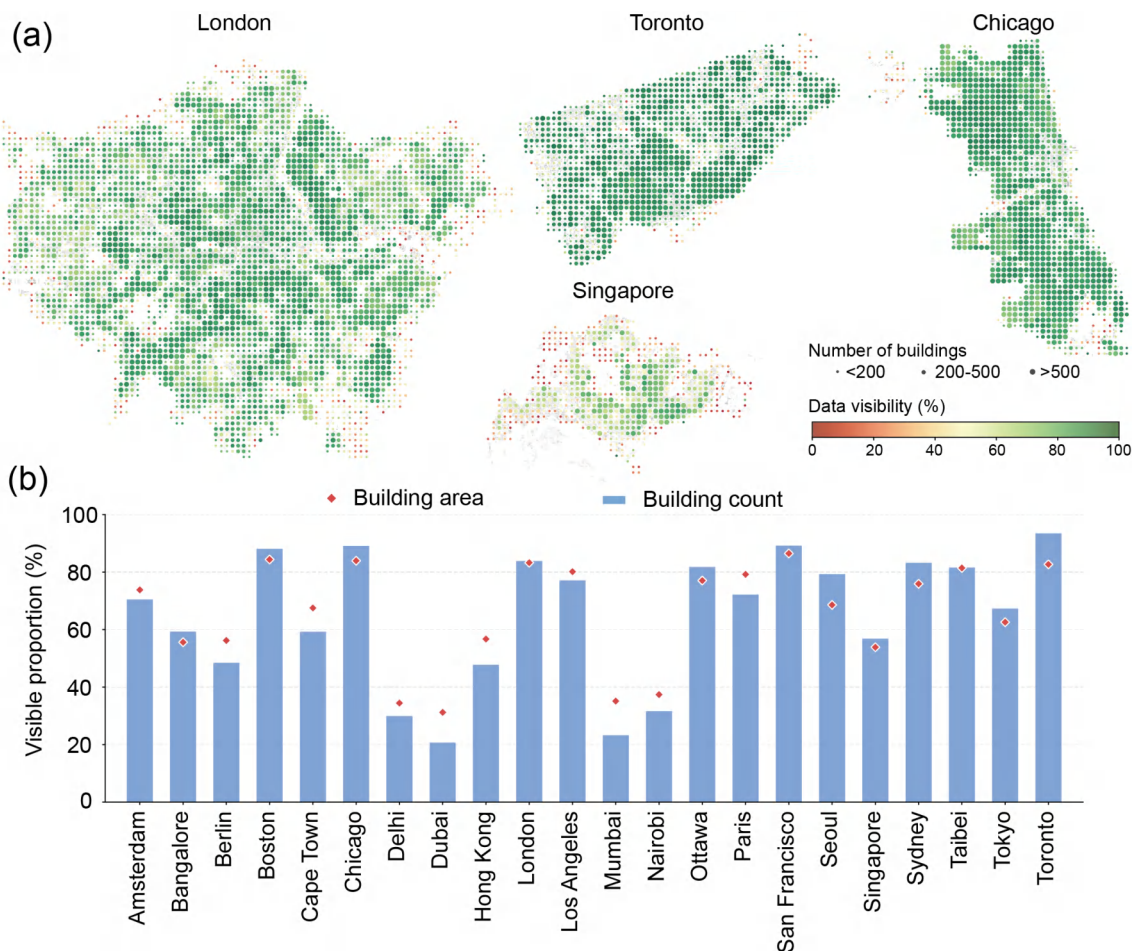 (a)
London
Toronto
Chicago
Singapore
Number of buildings
<200 200-500 >500
Data visibility (%)
0 20 40 60 80 100
(b)
Building area Building count
Visible proportion (%)
100
80
60
40
20
0
Amsterdam
Bangalore
Berlin
Boston
Cape Town
Chicago
Delhi
Dubai
Hong Kong
London
Los Angeles
Mumbai
Nairobi
Ottawa
Paris
San Francisco
Seoul
Singapore
Sydney
Taibei
Tokyo
Toronto